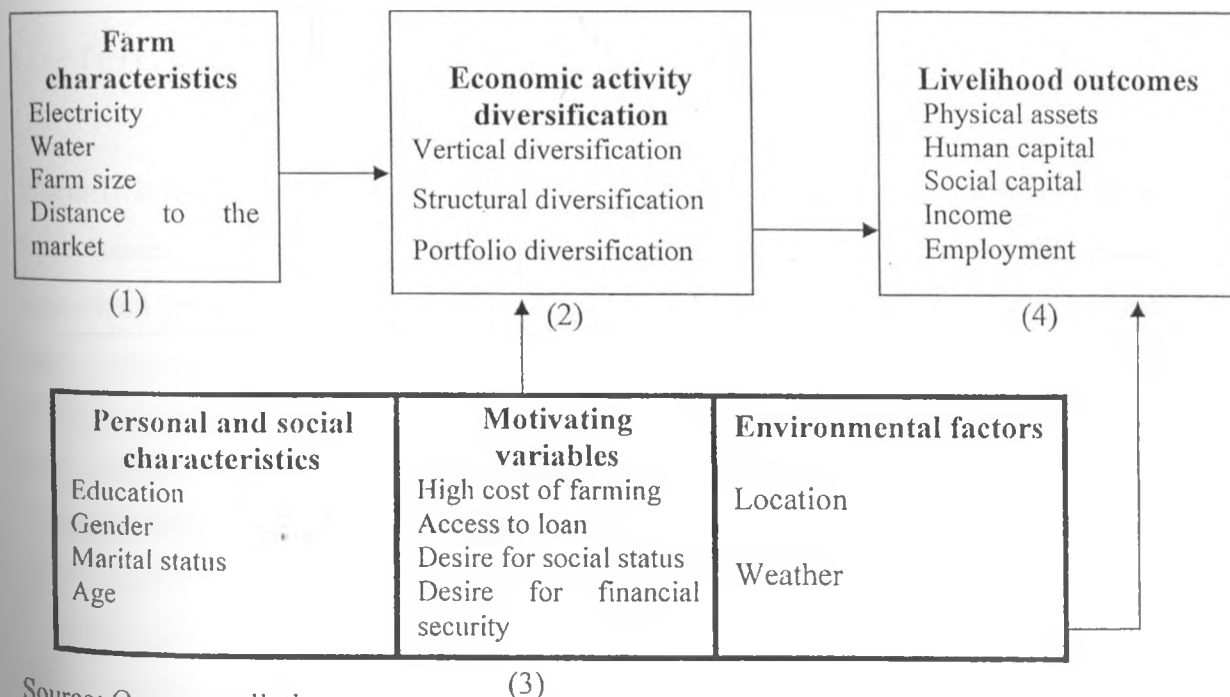 Farm
characteristics
Electricity
Water
Farm size
Distance to the
market
(1)
Economic activity
diversification
Vertical diversification
Structural diversification
Portfolio diversification
(2)
Livelihood outcomes
Physical assets
Human capital
Social capital
Income
Employment
(4)
Personal and social
characteristics
Education
Gender
Marital status
Age
Motivating
variables
High cost of farming
Access to loan
Desire for social status
Desire for financial
security
Environmental factors
Location
Weather
(3)
Source: